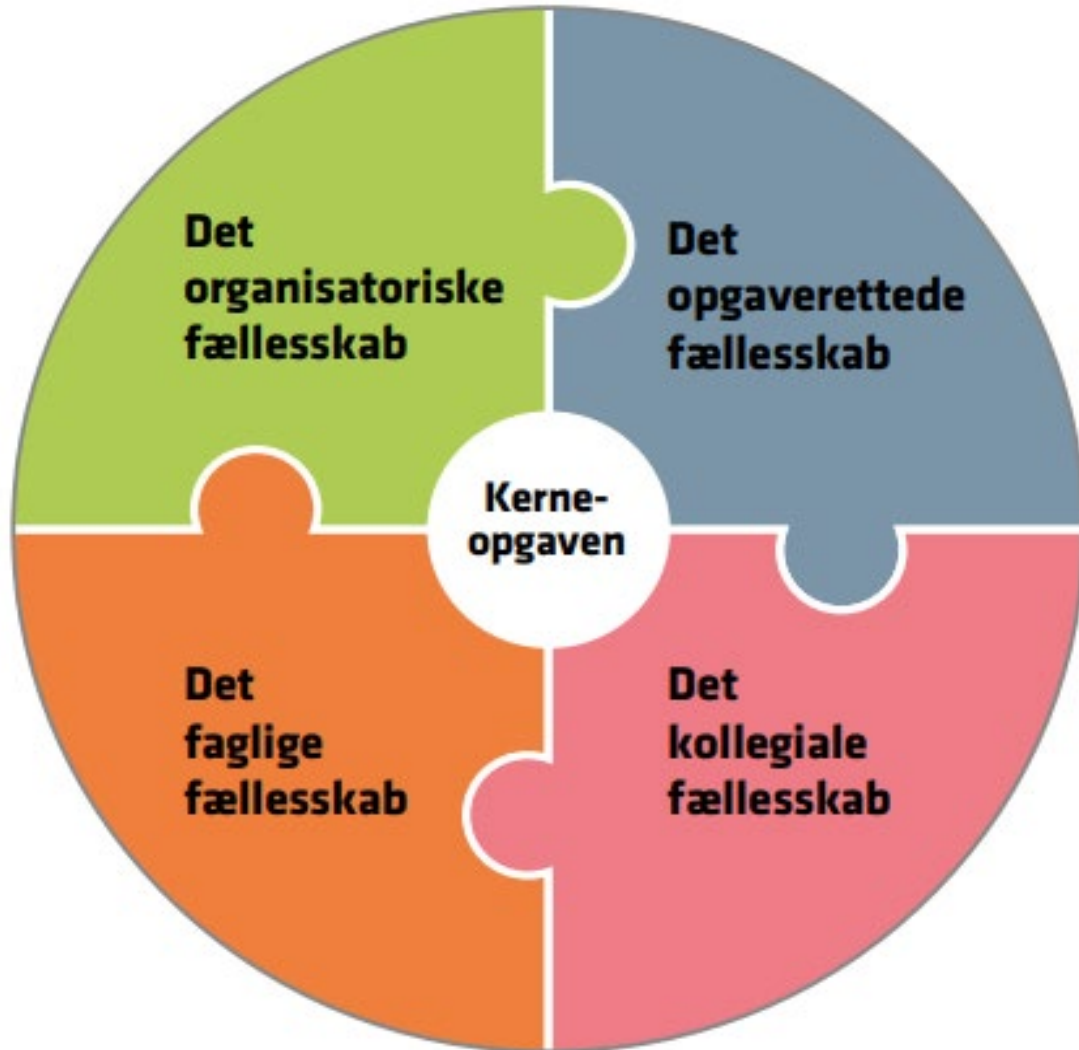 Det
organisatoriske
fællesskab
Det
opgaverettede
fællesskab
Kerne-
opgaven
Det
faglige
fællesskab
Det
kollegiale
fællesskab